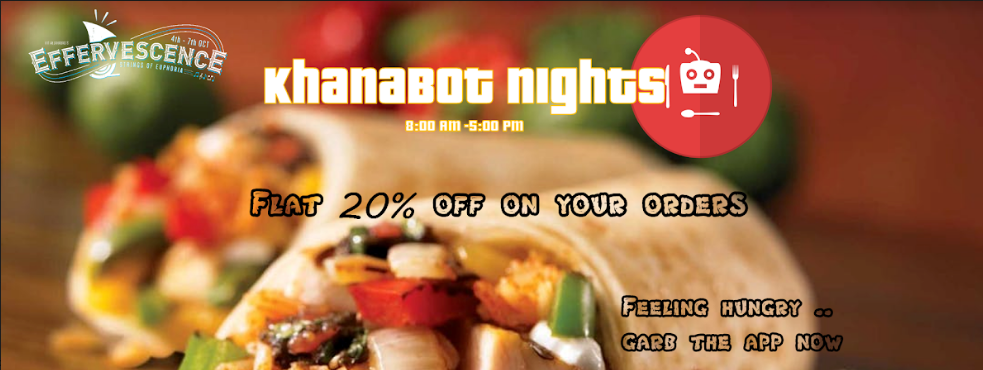 4th - 7th OCT
EFFERVESCENCE
STRINGS OF EUPHORIA
KhanaBot Nights
8:00 AM -5:00 PM
Flat 20% off on your orders
Feeling hungry ..
garb the app now